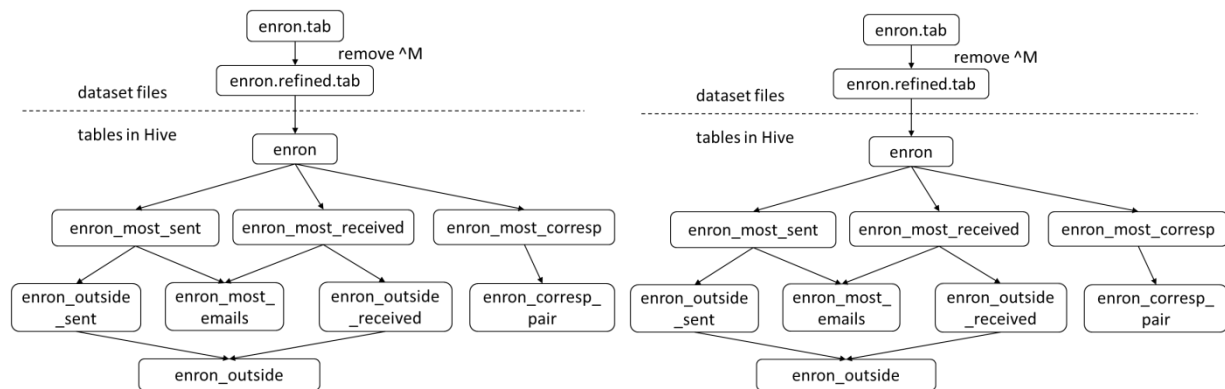 enron.tab
remove ^M
enron.refined.tab
dataset files
tables in Hive
enron
enron_most_sent
enron_most_received
enron_most_corresp
enron_outside
_sent
enron_most_
emails
enron_outside
_received
enron_corresp_
pair
enron_outside
enron.tab
remove ^M
enron.refined.tab
dataset files
tables in Hive
enron
enron_most_sent
enron_most_received
enron_most_corresp
enron_outside
_sent
enron_most_
emails
enron_outside
_received
enron_corresp_
pair
enron_outside